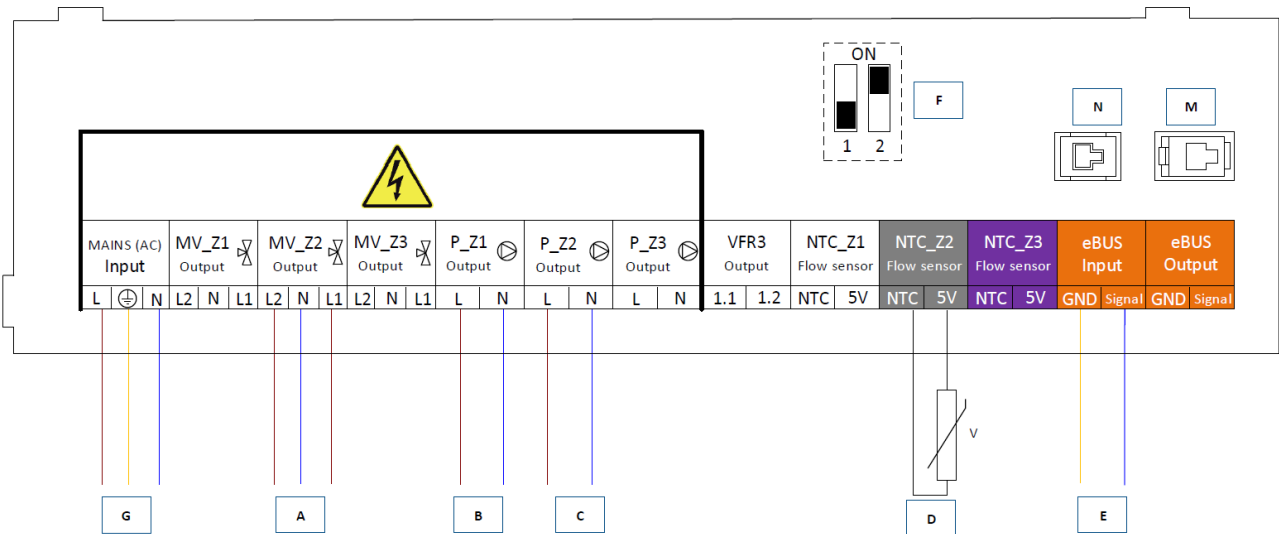 ON
F
N
M
1 2
MAINS (AC)
Input
MV_Z1
Output
MV_Z2
Output
MV_Z3
Output
P_Z1
Output
P_Z2
Output
P_Z3
Output
VFR3
Output
NTC_Z1
Flow sensor
NTC_Z2
Flow sensor
NTC_Z3
Flow sensor
eBUS
Input
eBUS
Output
L N L2 N L1 L2 N L1 L2 N L1 L N L N L N 1.1 1.2 NTC 5V NTC 5V NTC 5V GND Signal GND Signal
V
G
A
B
C
D
E